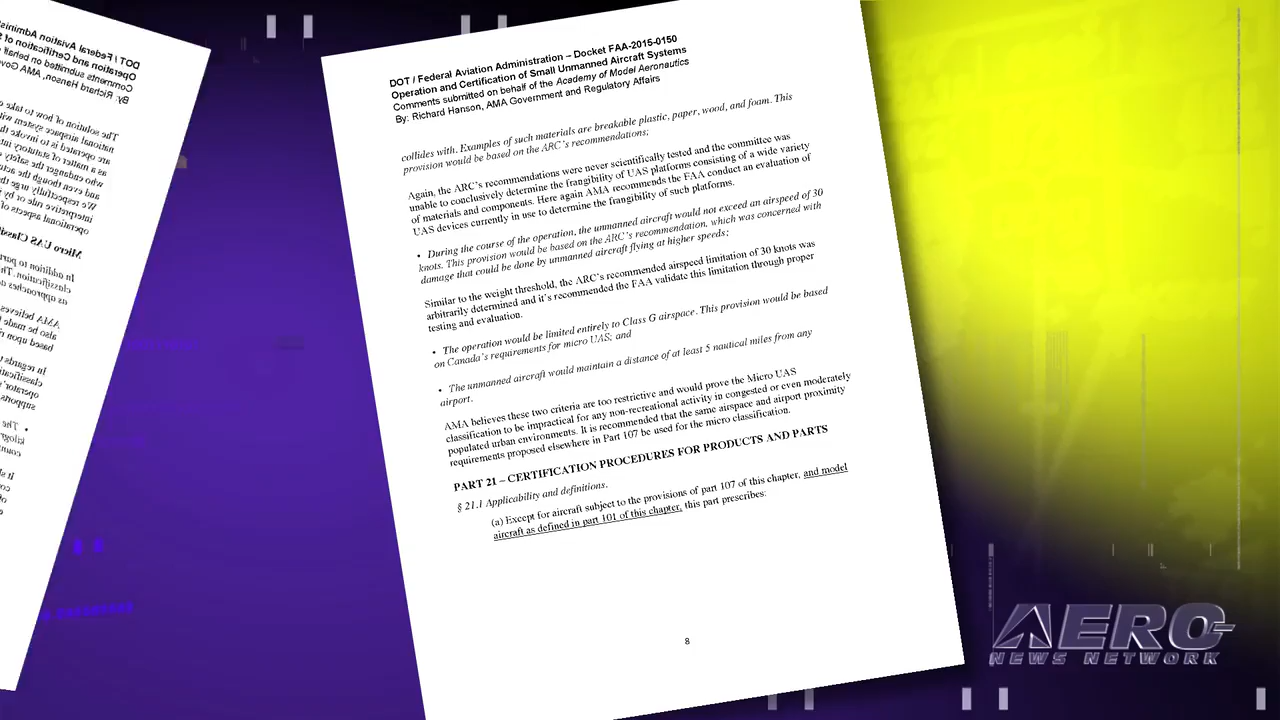 DOT / Federal Aviation Administration – Docket FAA-2015-0150
Operation and Certification of Small Unmanned Aircraft Systems
Comments submitted on behalf of the Academy of Model Aeronautics
By: Richard Hanson, AMA Government and Regulatory Affairs
collides with. Examples of such materials are breakable plastic, paper, wood, and foam. This
provision would be based on the ARC's recommendations;
Again, the ARC's recommendations were never scientifically tested and the committee was
unable to conclusively determine the frangibility of UAS platforms consisting of a wide variety
of materials and components. Here again AMA recommends the FAA conduct an evaluation of
UAS devices currently in use to determine the frangibility of such platforms.
• During the course of the operation, the unmanned aircraft would not exceed an airspeed of 30
knots. This provision would be based on the ARC's recommendation, which was concerned with
damage that could be done by unmanned aircraft flying at higher speeds;
Similar to the weight threshold, the ARC's recommended airspeed limitation of 30 knots was
arbitrarily determined and it's recommended the FAA validate this limitation through proper
testing and evaluation.
• The operation would be limited entirely to Class G airspace. This provision would be based
on Canada's requirements for micro UAS; and
• The unmanned aircraft would maintain a distance of at least 5 nautical miles from any
airport.
AMA believes these two criteria are too restrictive and would prove the Micro UAS
classification to be impractical for any non-recreational activity in congested or even moderately
populated urban environments. It is recommended that the same airspace and airport proximity
requirements proposed elsewhere in Part 107 be used for the micro classification.
PART 21 – CERTIFICATION PROCEDURES FOR PRODUCTS AND PARTS
§ 21.1 Applicability and definitions.
(a) Except for aircraft subject to the provisions of part 107 of this chapter, and model
aircraft as defined in part 101 of this chapter, this part prescribes:
8
AERO-
NEWS NETWORK